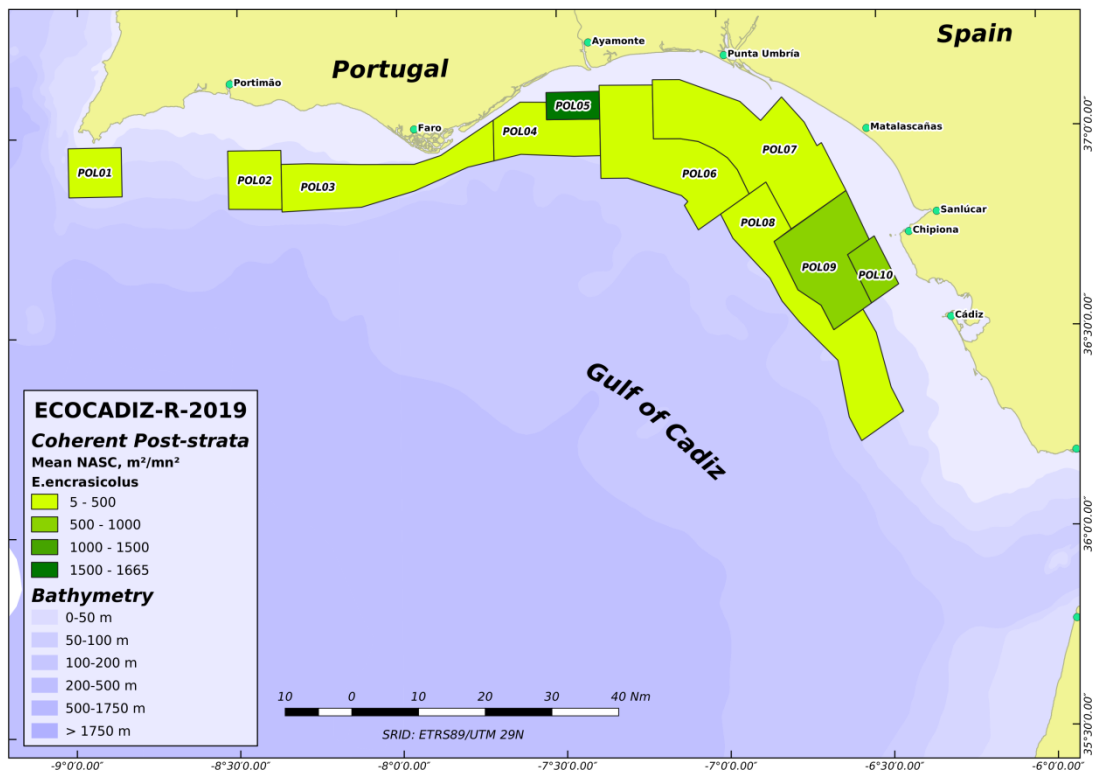 Spain
Portugal
Ayamonte
Punta Umbría
Portimão
Faro
Matalascañas
Sanlúcar
Chipiona
Cádiz
POL01
POL02
POL03
POL04
POL05
POL06
POL07
POL08
POL09
POL10
Gulf of Cadiz
ECOCADIZ-R-2019
Coherent Post-strata
Mean NASC, m²/mn²
E.encrasicolus
5 - 500
500 - 1000
1000 - 1500
1500 - 1665
Bathymetry
0-50 m
50-100 m
100-200 m
200-500 m
500-1750 m
> 1750 m
10 0 10 20 30 40 Nm
SRID: ETRS89/UTM 29N
37°0'0.00"
36°30'0.00"
36°0'0.00"
35°30'0.00"
-9°0'0.00" -8°30'0.00" -8°0'0.00" -7°30'0.00" -7°0'0.00" -6°30'0.00" -6°0'0.00"